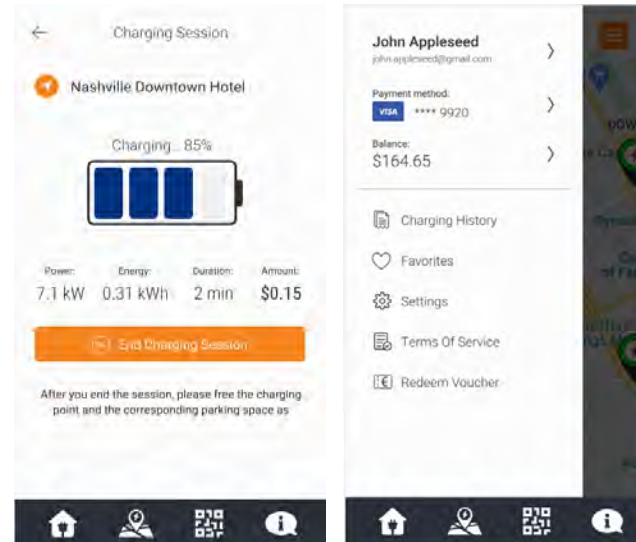 Charging Session
Nashville Downtown Hotel
Charging... 85%
Power: Energy: Duration: Amount:
7.1 kW 0.31 kWh 2 min $0.15
End Charging Session
After you end the session, please free the charging
point and the corresponding parking space as
John Appleseed
john.appleseed@gmail.com
Payment method:
VISA **** 9920
Balance:
$164.65
Charging History
Favorites
Settings
Terms Of Service
Redeem Voucher